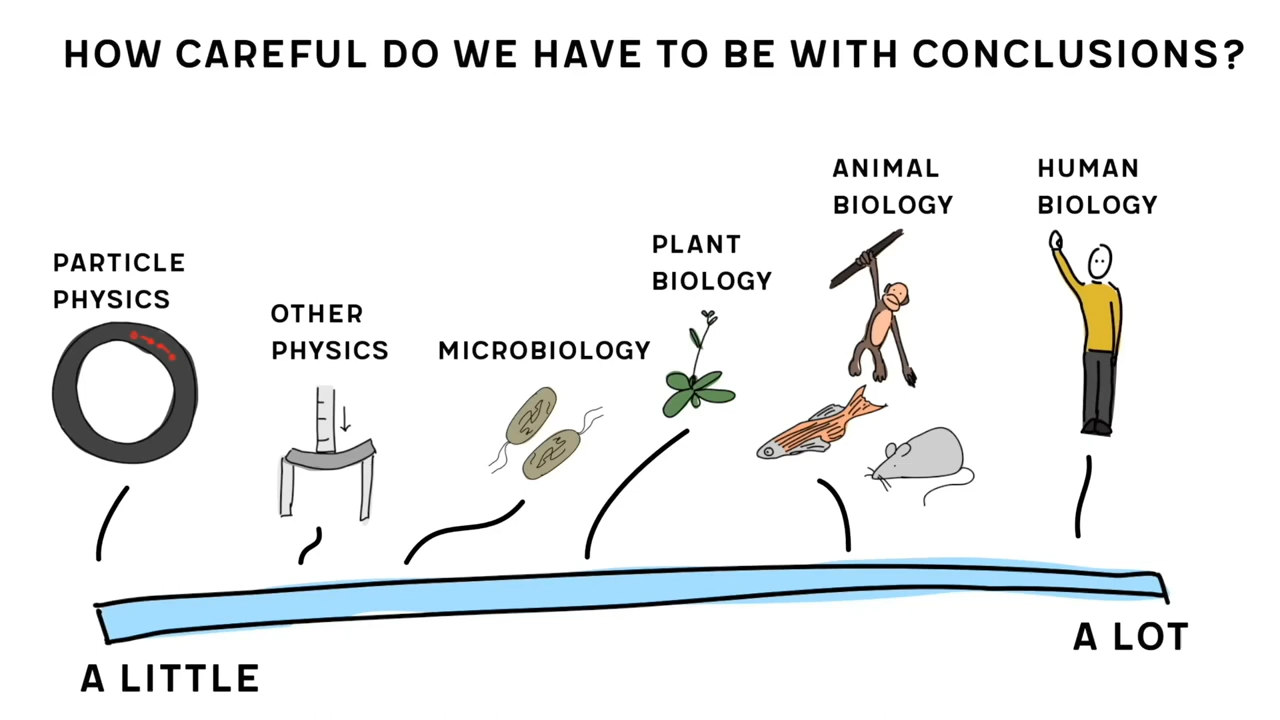 HOW CAREFUL DO WE HAVE TO BE WITH CONCLUSIONS?
PARTICLE
PHYSICS
OTHER
PHYSICS
MICROBIOLOGY
PLANT
BIOLOGY
ANIMAL
BIOLOGY
HUMAN
BIOLOGY
A LITTLE
A LOT